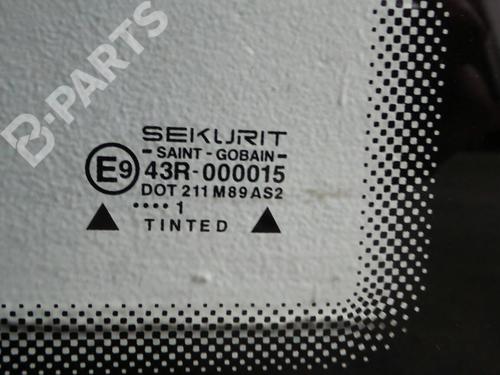 B-PARTS
SEKURIT
- SAINT - GOBAIN -
E9 43R-000015
DOT 211 M89 AS2
•••• 1
TINTED